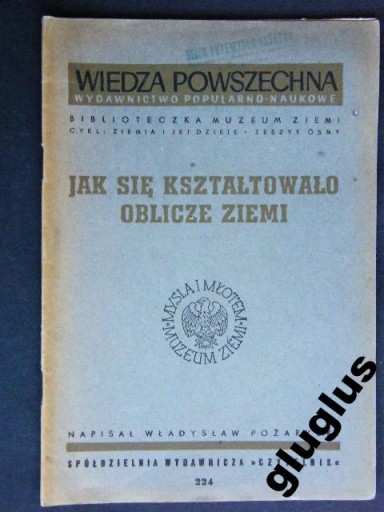 WIEDZA POWSZECHNA
WYDAWNICTWO POPULARNO-NAUKOWE
BIBLIOTECZKA MUZEUM ZIEMI
CYKL: ZIEMIA I JEJ DZIEJE • ZESZYT ÓSMY
JAK SIĘ KSZTAŁTOWAŁO
OBLICZE ZIEMI
MYŚLĄ I MŁOTEM
MUZEUM ZIEMI
NAPISAŁ WŁADYSŁAW
SPÓŁDZIELNIA WYDAWNICZA »CZYTELNIK«
224
gluglus